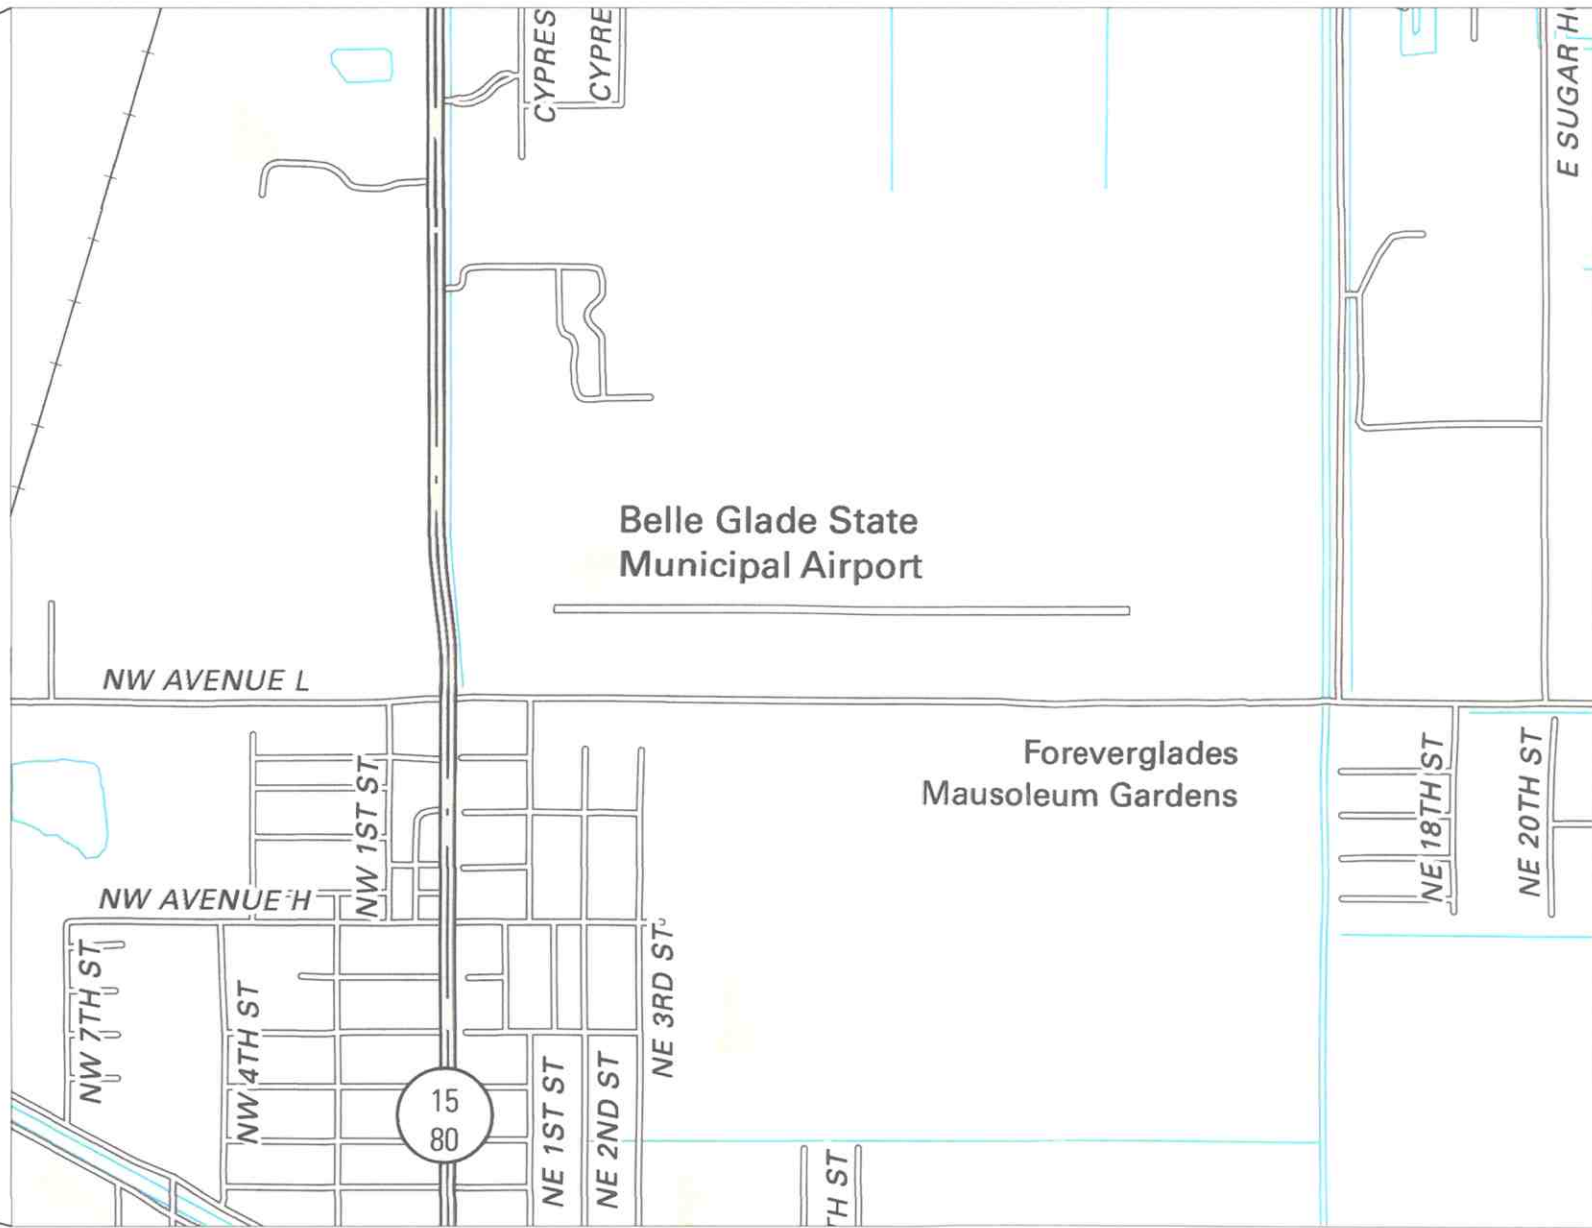 CYPRES
CYPRE
E SUGAR
Belle Glade State
Municipal Airport
NW AVENUE L
Foreverglades
Mausoleum Gardens
NW 1ST ST
NE 18TH ST
NE 20TH ST
NW AVENUE H
NW 7TH ST
NW 4TH ST
NE 3RD ST
15
80
NE 1ST ST
NE 2ND ST
TH ST